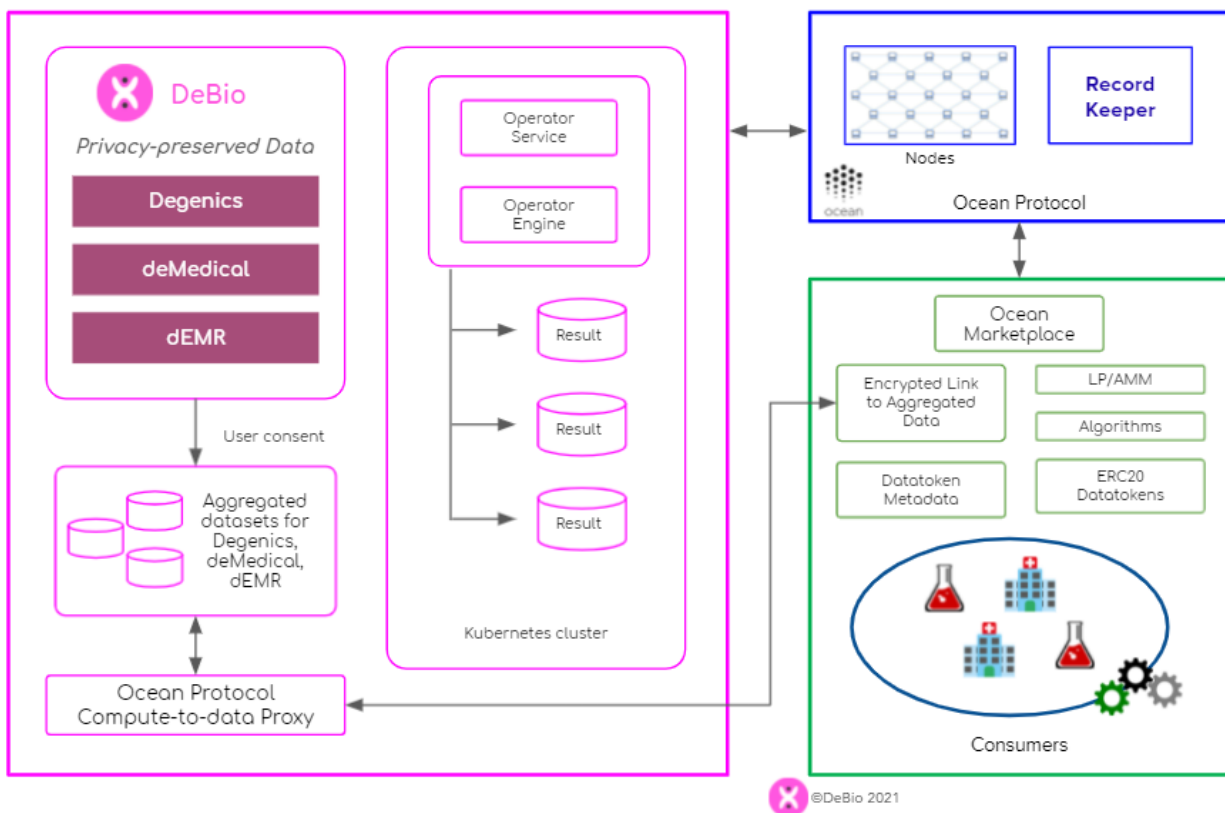 DeBio
Privacy-preserved Data
Degenics
deMedical
dEMR
User consent
Aggregated
datasets for
Degenics,
deMedical,
dEMR
Ocean Protocol
Compute-to-data Proxy
Operator
Service
Operator
Engine
Result
Result
Result
Kubernetes cluster
Nodes
Record
Keeper
ocean
Ocean Protocol
Ocean
Marketplace
Encrypted Link
to Aggregated
Data
LP/AMM
Algorithms
Datatoken
Metadata
ERC20
Datatokens
Consumers
©DeBio 2021